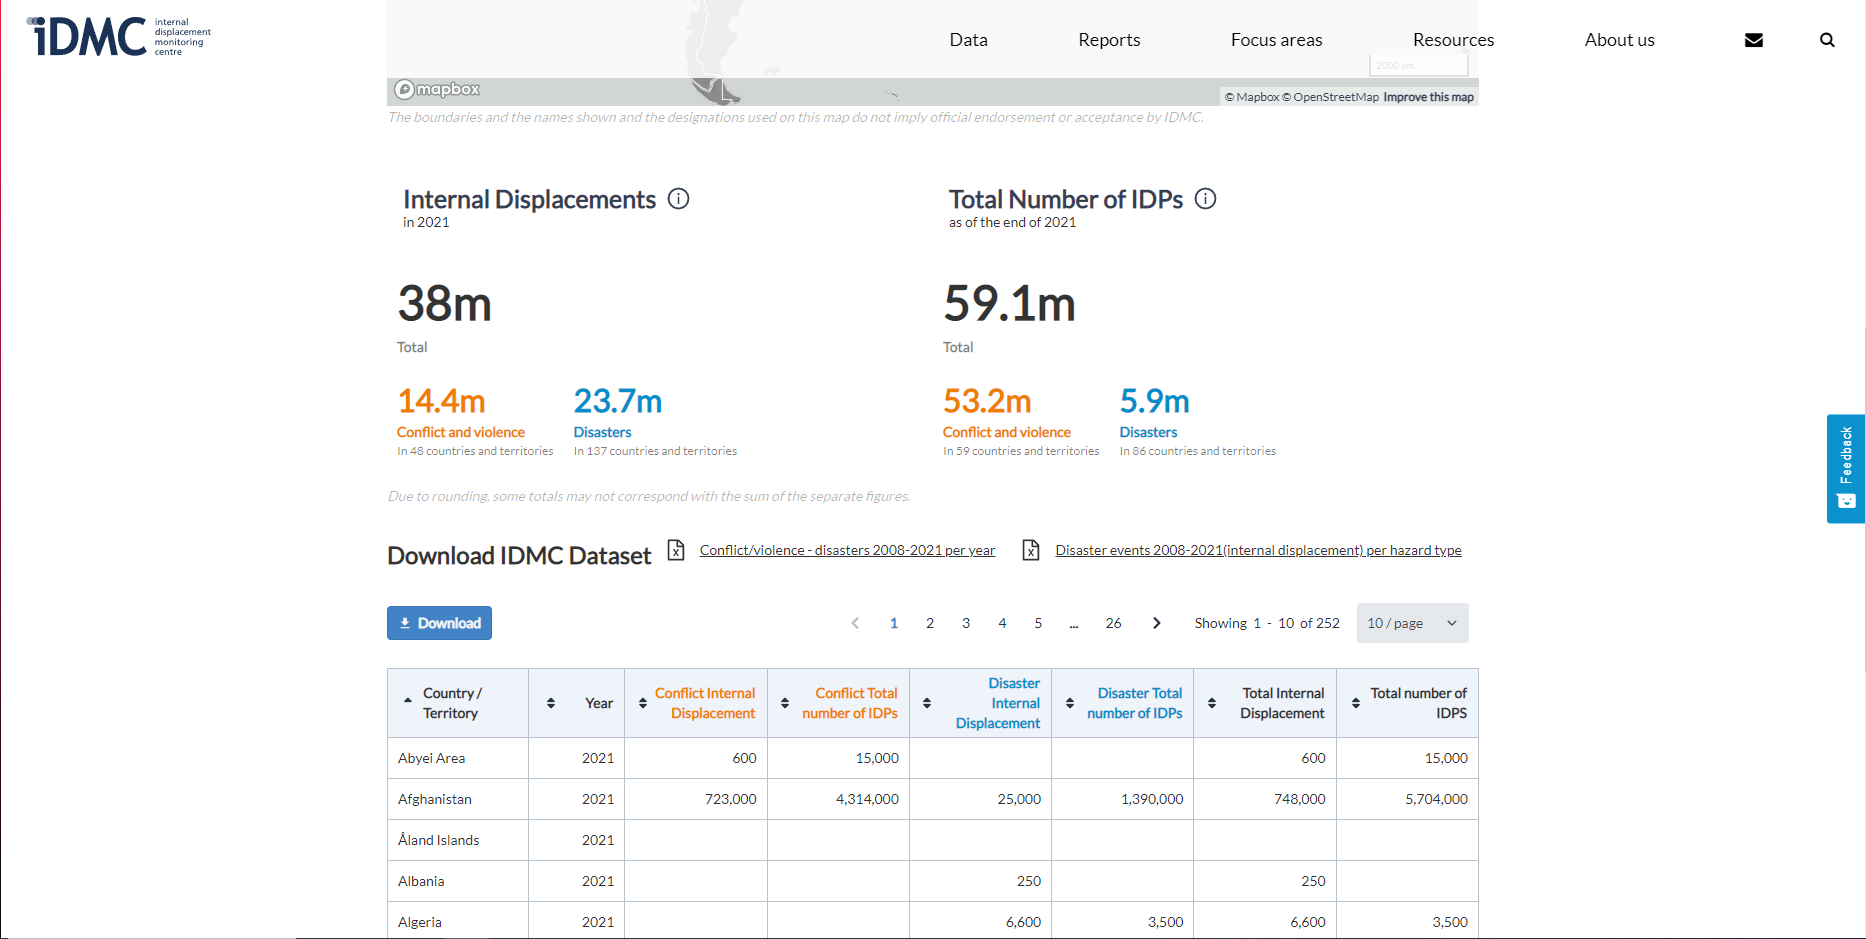 iDMC internal displacement monitoring centre
Data Reports Focus areas Resources About us
2000 km
mapbox
© Mapbox © OpenStreetMap Improve this map
The boundaries and the names shown and the designations used on this map do not imply official endorsement or acceptance by IDMC.
Internal Displacements
in 2021
Total Number of IDPs
as of the end of 2021
38m
Total
59.1m
Total
14.4m
Conflict and violence
In 48 countries and territories
23.7m
Disasters
In 137 countries and territories
53.2m
Conflict and violence
In 59 countries and territories
5.9m
Disasters
In 86 countries and territories
Feedback
Due to rounding, some totals may not correspond with the sum of the separate figures.
Download IDMC Dataset
Conflict/violence - disasters 2008-2021 per year
Disaster events 2008-2021(internal displacement) per hazard type
Download
1 2 3 4 5 ... 26
Showing 1 - 10 of 252
10 / page
Country / Territory Year Conflict Internal Displacement Conflict Total number of IDPs Disaster Internal Displacement Disaster Total number of IDPs Total Internal Displacement Total number of IDPS
Abyei Area 2021 600 15,000 600 15,000
Afghanistan 2021 723,000 4,314,000 25,000 1,390,000 748,000 5,704,000
Åland Islands 2021
Albania 2021 250 250
Algeria 2021 6,600 3,500 6,600 3,500